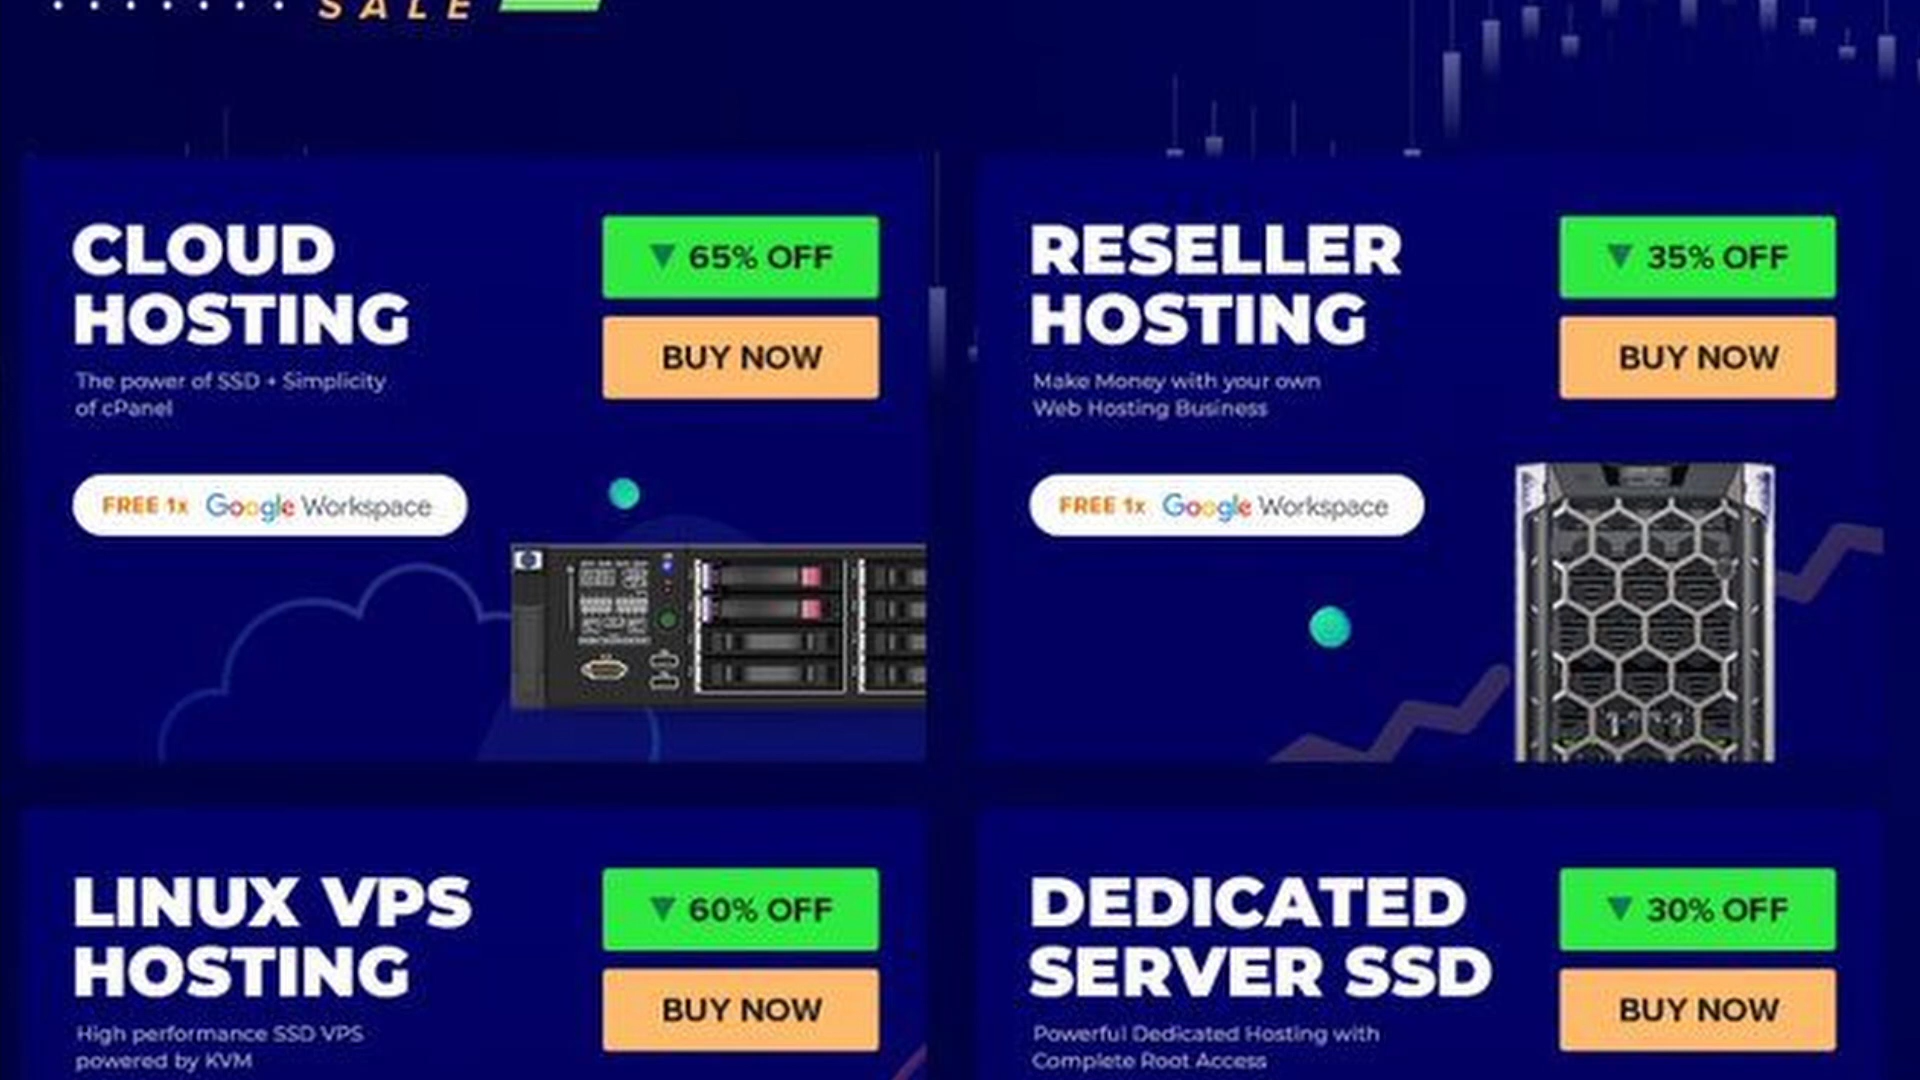 SALE
CLOUD
HOSTING
The power of SSD + Simplicity
of cPanel
▼ 65% OFF
BUY NOW
FREE 1x Google Workspace
RESELLER
HOSTING
Make Money with your own
Web Hosting Business
▼ 35% OFF
BUY NOW
FREE 1x Google Workspace
LINUX VPS
HOSTING
High performance SSD VPS
powered by KVM
▼ 60% OFF
BUY NOW
DEDICATED
SERVER SSD
Powerful Dedicated Hosting with
Complete Root Access
▼ 30% OFF
BUY NOW